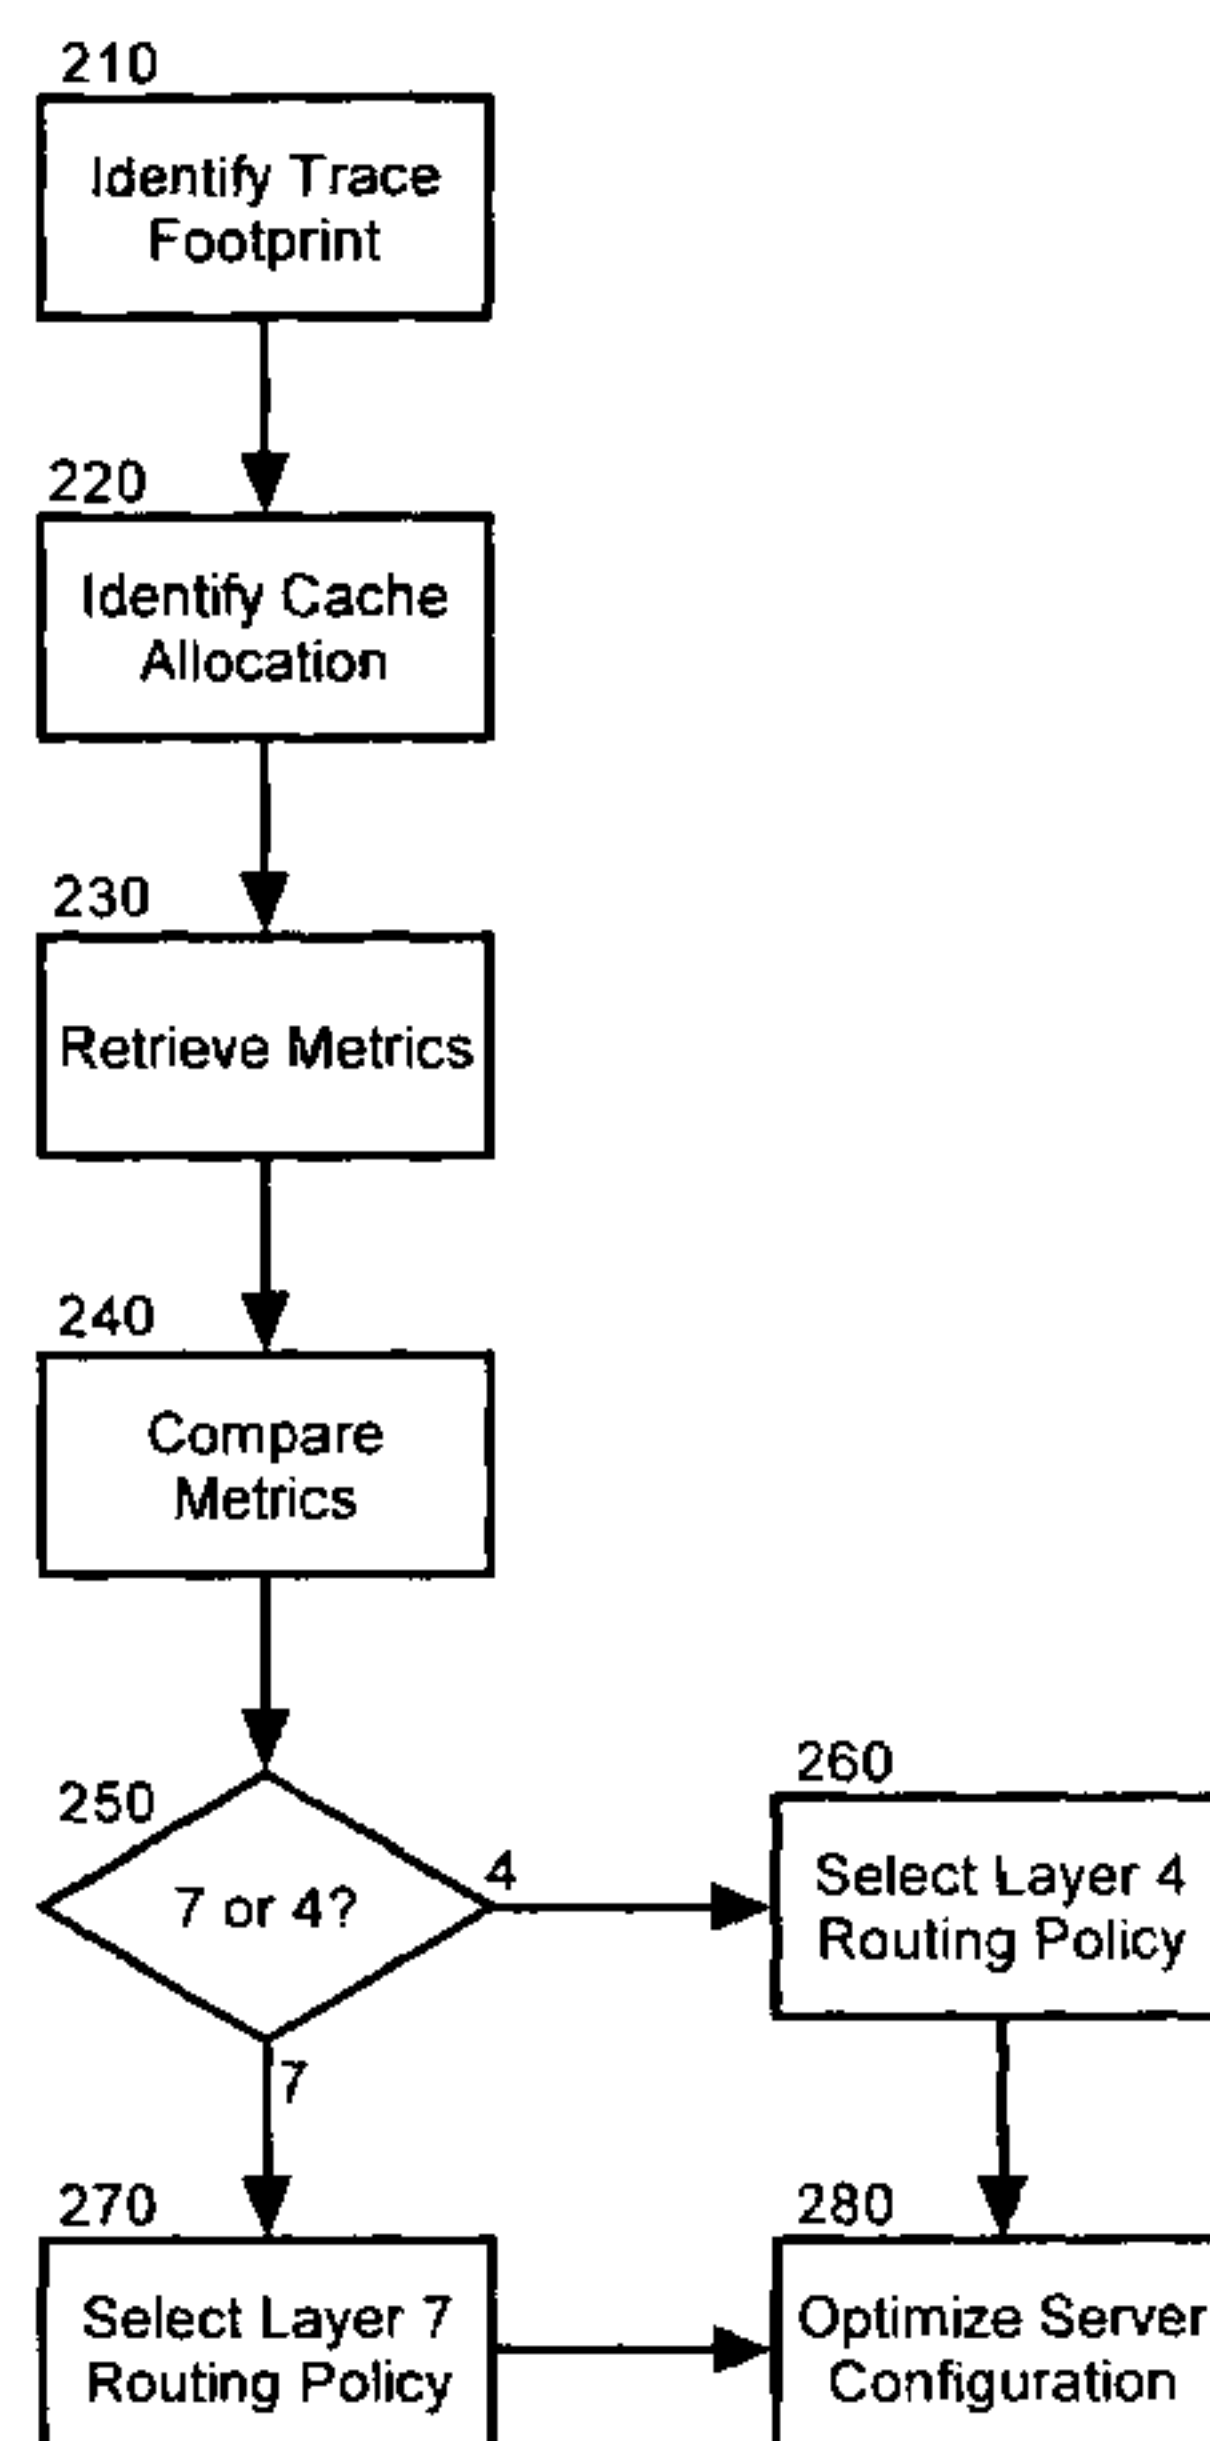 210
Identify Trace
Footprint
220
Identify Cache
Allocation
230
Retrieve Metrics
240
Compare
Metrics
250
7 or 4?
4
7
260
Select Layer 4
Routing Policy
270
Select Layer 7
Routing Policy
280
Optimize Server
Configuration